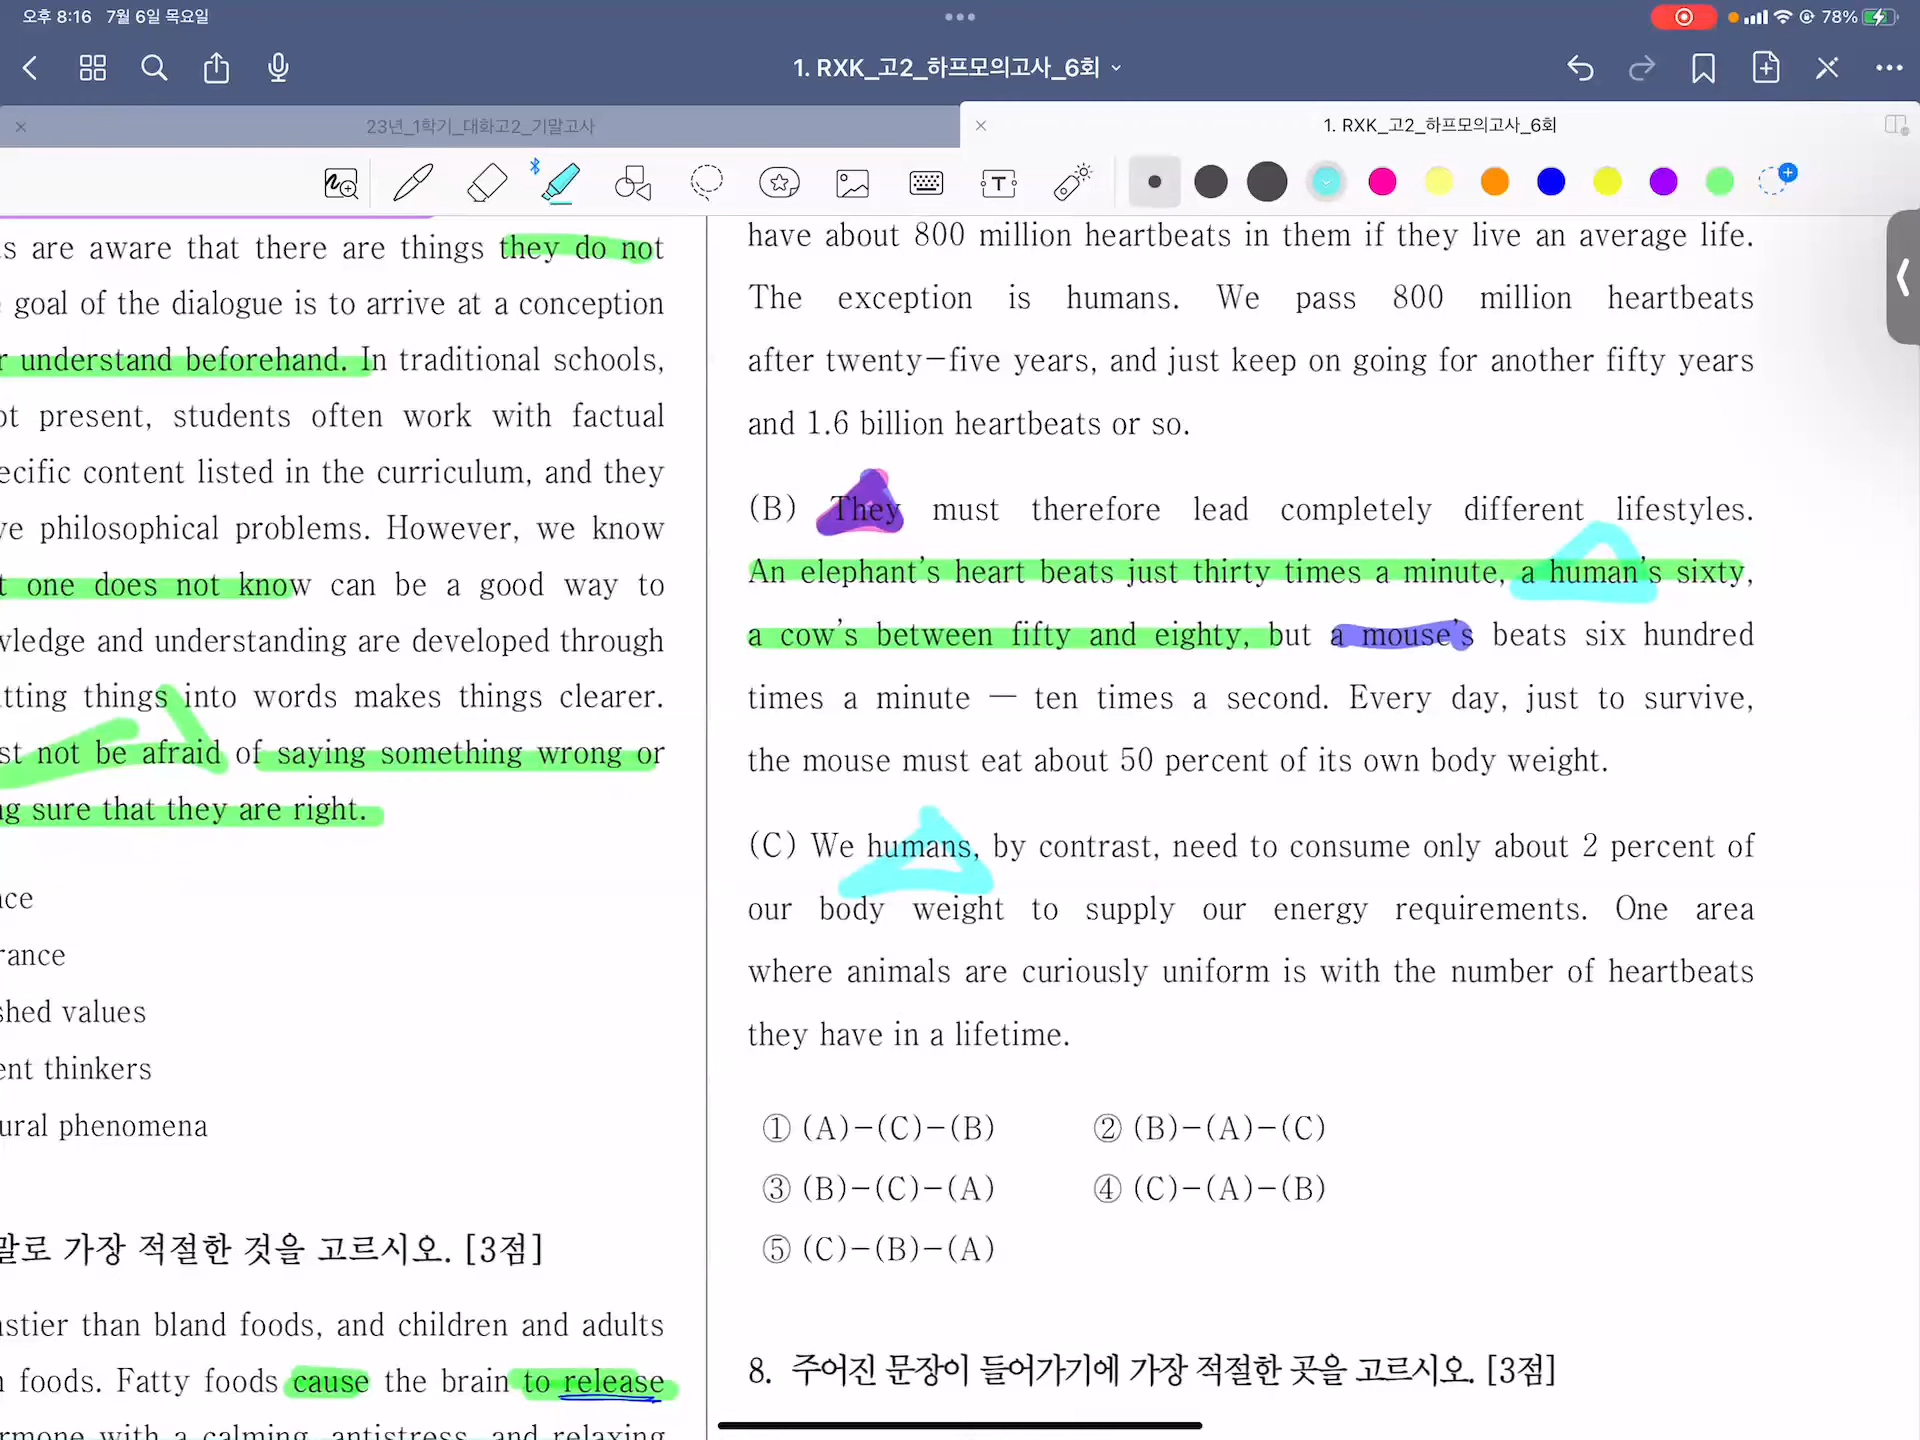 오후 8:16 7월 6일 목요일
78%
1. RXK_고2_하프모의고사_6회
23년_1학기_대화고2_기말고사
1. RXK_고2_하프모의고사_6회
s are aware that there are things they do not
goal of the dialogue is to arrive at a conception
r understand beforehand. In traditional schools,
ot present, students often work with factual
ecific content listed in the curriculum, and they
ve philosophical problems. However, we know
t one does not know can be a good way to
wledge and understanding are developed through
tting things into words makes things clearer.
st not be afraid of saying something wrong or
ng sure that they are right.
ce
rance
shed values
ent thinkers
ural phenomena
말로 가장 적절한 것을 고르시오. [3점]
astier than bland foods, and children and adults
n foods. Fatty foods cause the brain to release
rmone with a calming, antistress, and relaxing
have about 800 million heartbeats in them if they live an average life.
The exception is humans. We pass 800 million heartbeats
after twenty-five years, and just keep on going for another fifty years
and 1.6 billion heartbeats or so.
(B) They must therefore lead completely different lifestyles.
An elephant's heart beats just thirty times a minute, a human's sixty,
a cow's between fifty and eighty, but a mouse's beats six hundred
times a minute — ten times a second. Every day, just to survive,
the mouse must eat about 50 percent of its own body weight.
(C) We humans, by contrast, need to consume only about 2 percent of
our body weight to supply our energy requirements. One area
where animals are curiously uniform is with the number of heartbeats
they have in a lifetime.
① (A)-(C)-(B) ② (B)-(A)-(C)
③ (B)-(C)-(A) ④ (C)-(A)-(B)
⑤ (C)-(B)-(A)
8. 주어진 문장이 들어가기에 가장 적절한 곳을 고르시오. [3점]